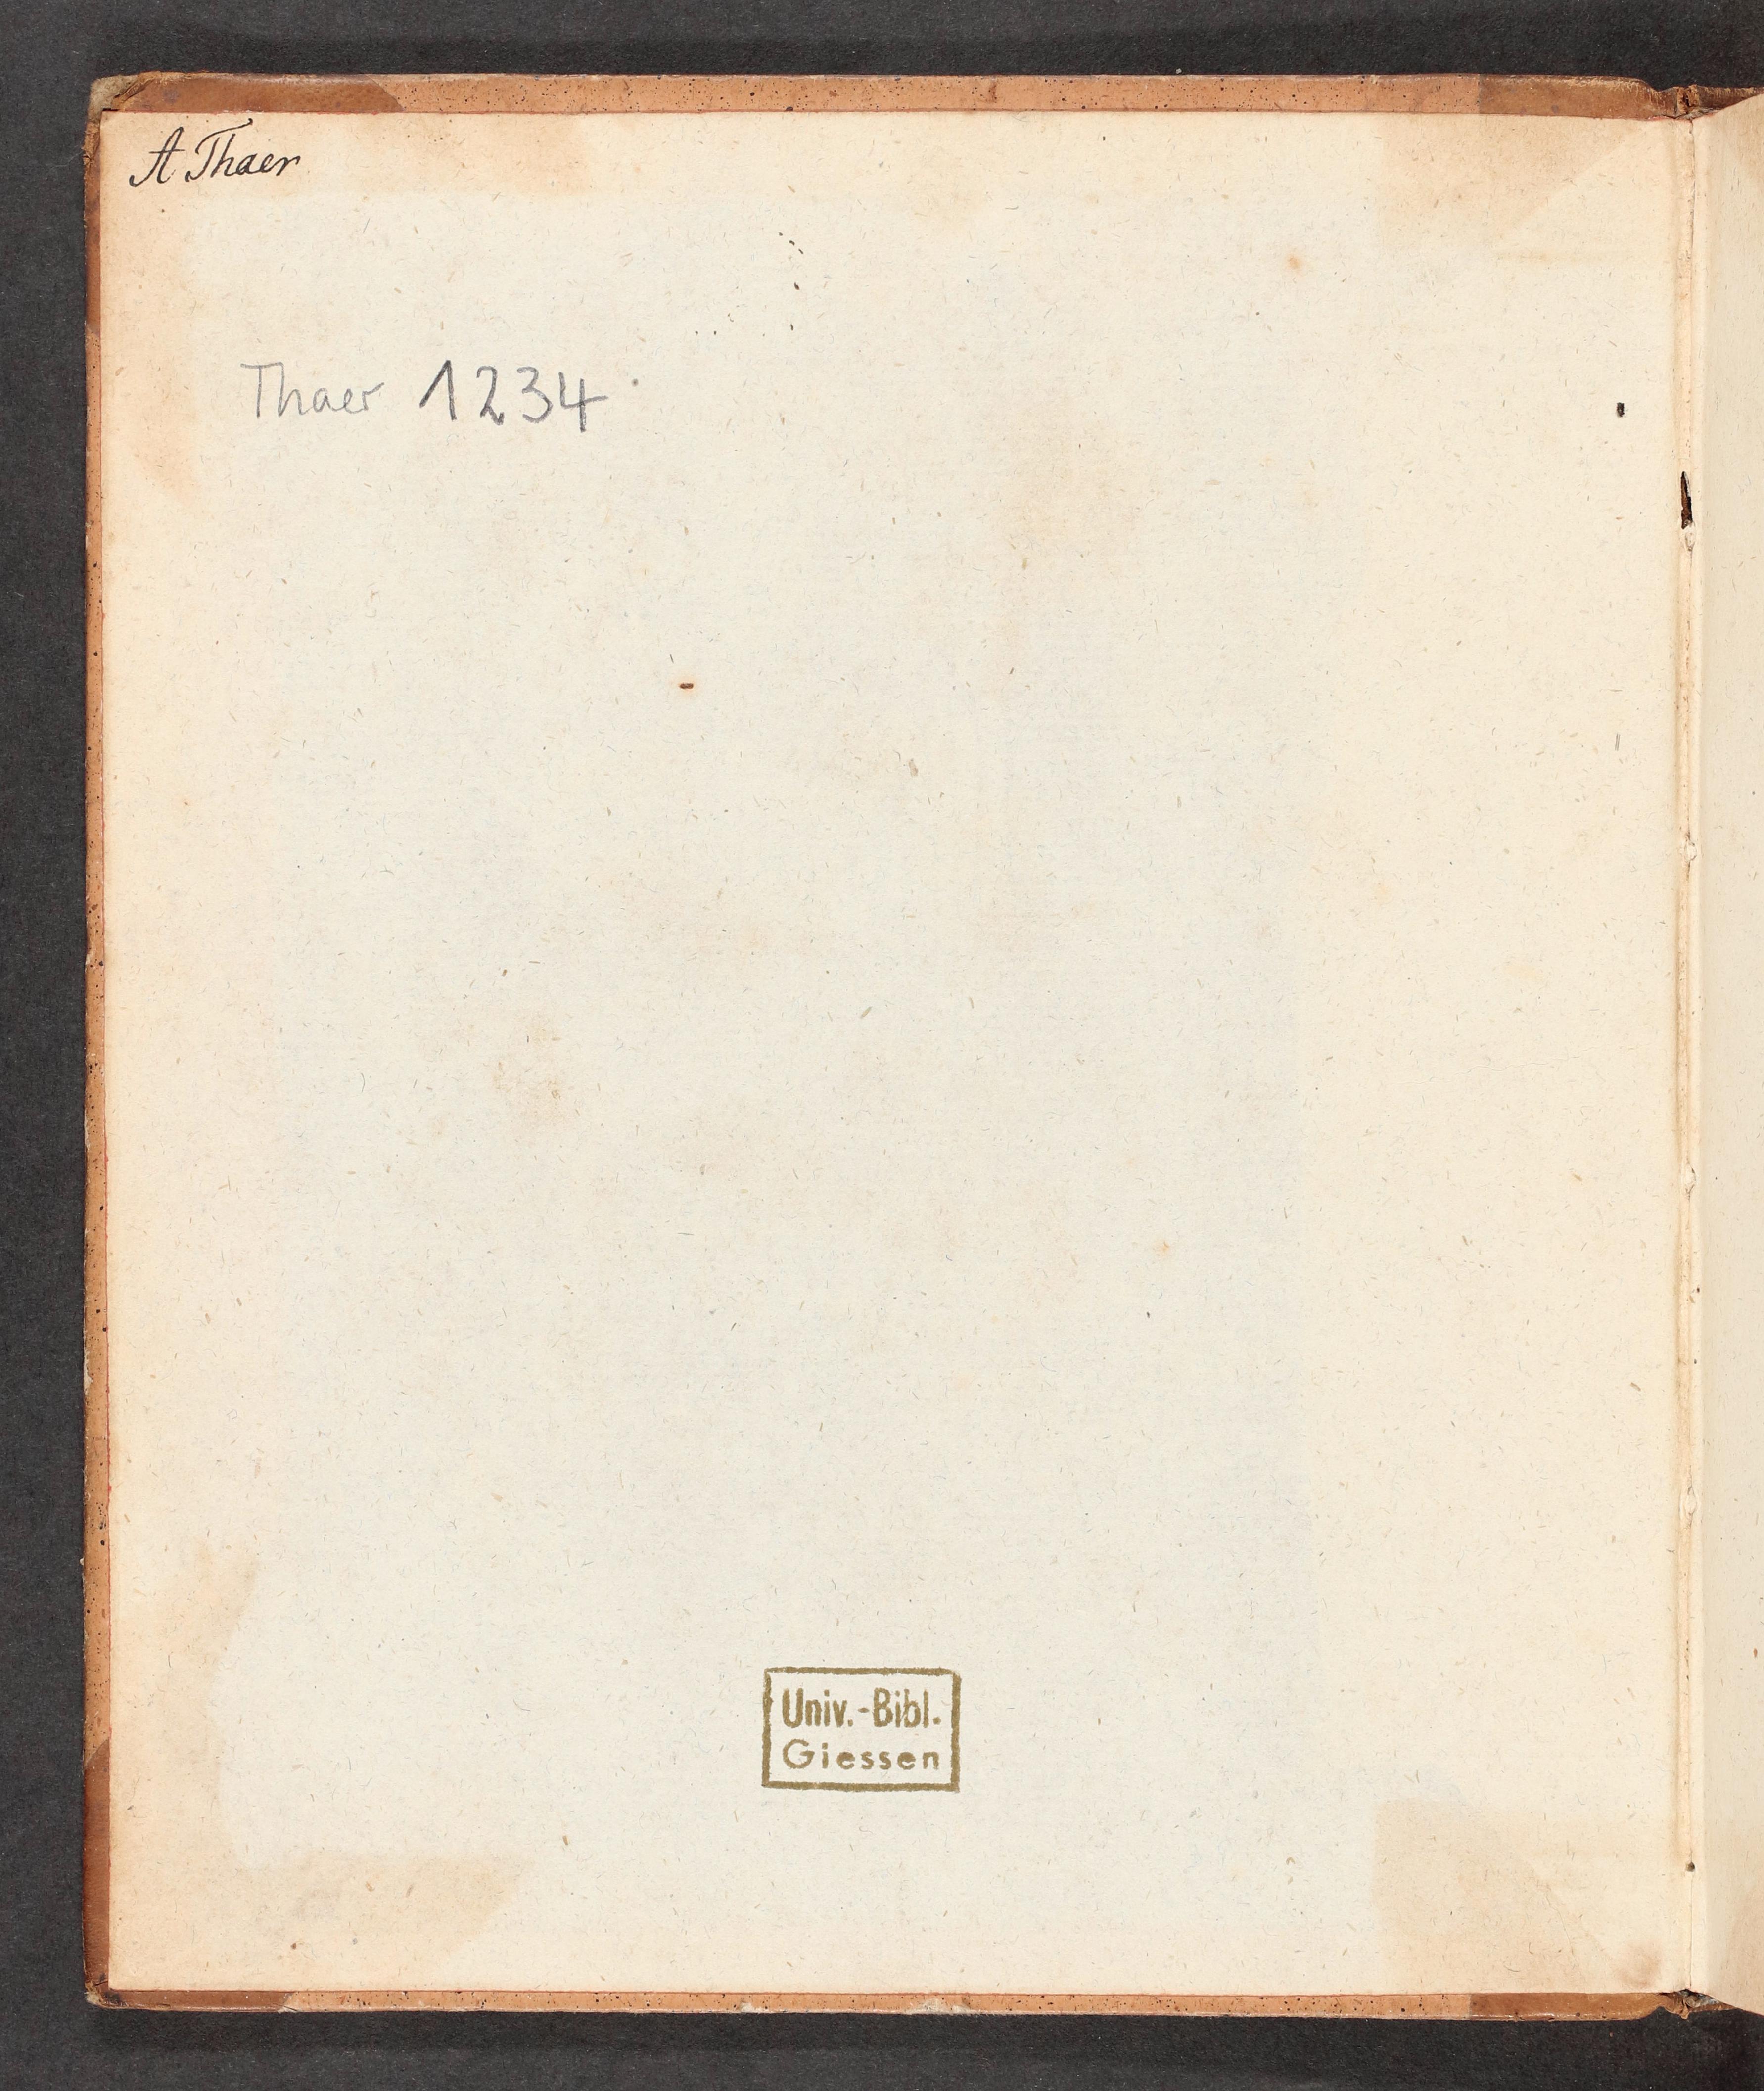 A Thaer
Thaer 1234
Univ.-Bibl.
Giessen